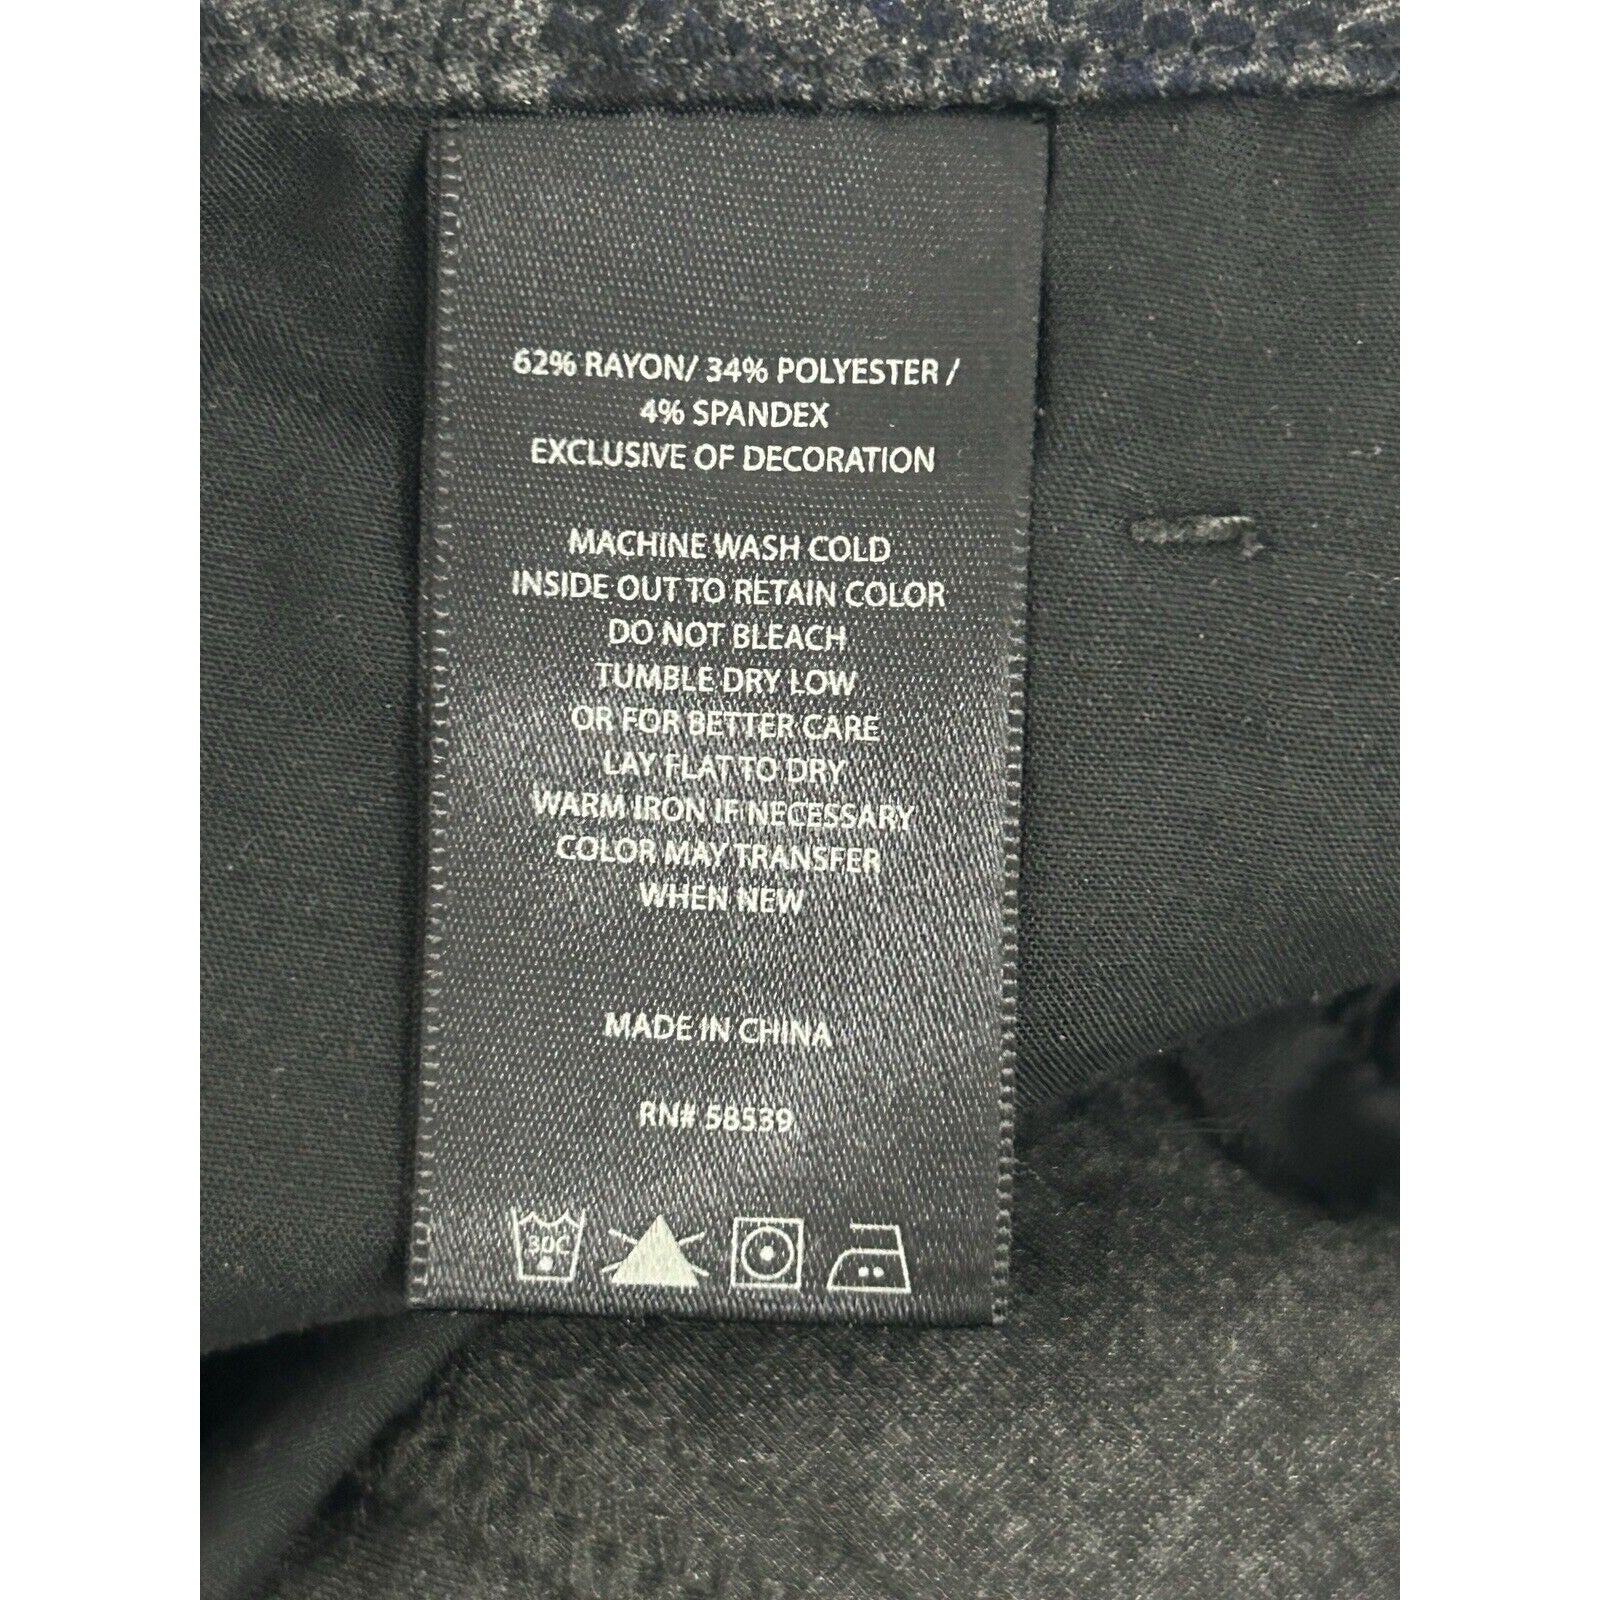 62% RAYON/ 34% POLYESTER /
4% SPANDEX
EXCLUSIVE OF DECORATION
MACHINE WASH COLD
INSIDE OUT TO RETAIN COLOR
DO NOT BLEACH
TUMBLE DRY LOW
OR FOR BETTER CARE
LAY FLAT TO DRY
WARM IRON IF NECESSARY
COLOR MAY TRANSFER
WHEN NEW
MADE IN CHINA
RN# 58539
30C